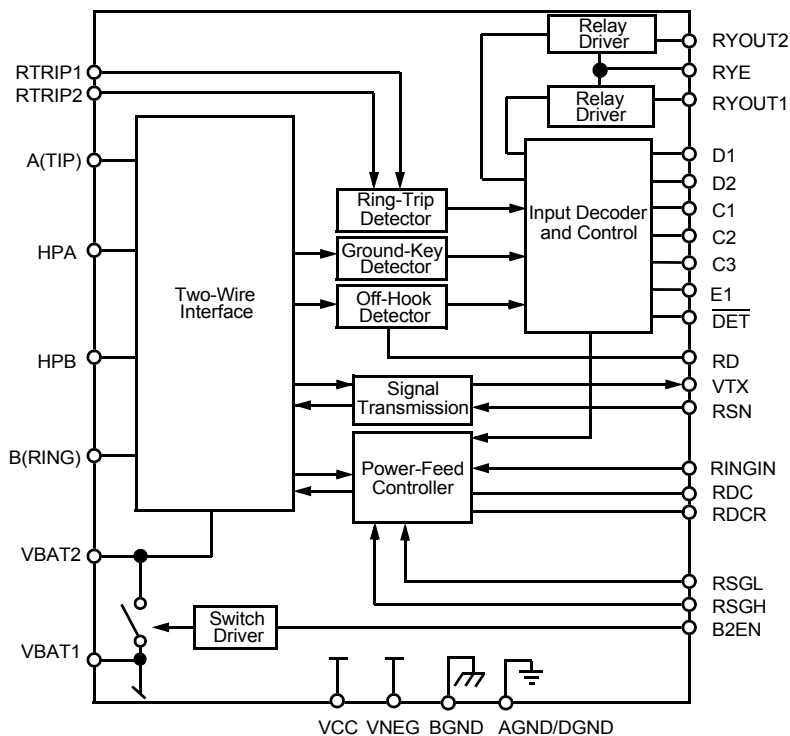 Relay
Driver
RYOUT2
RTRIP1
RYE
RTRIP2
Relay
Driver
RYOUT1
A(TIP)
D1
D2
Ring-Trip
Detector
Input Decoder
and Control
C1
C2
HPA
Ground-Key
Detector
C3
Two-Wire
Interface
Off-Hook
Detector
E1
DET
HPB
RD
Signal
Transmission
VTX
RSN
B(RING)
Power-Feed
Controller
RINGIN
RDC
RDCR
VBAT2
RSGL
RSGH
Switch
Driver
B2EN
VBAT1
VCC VNEG BGND AGND/DGND